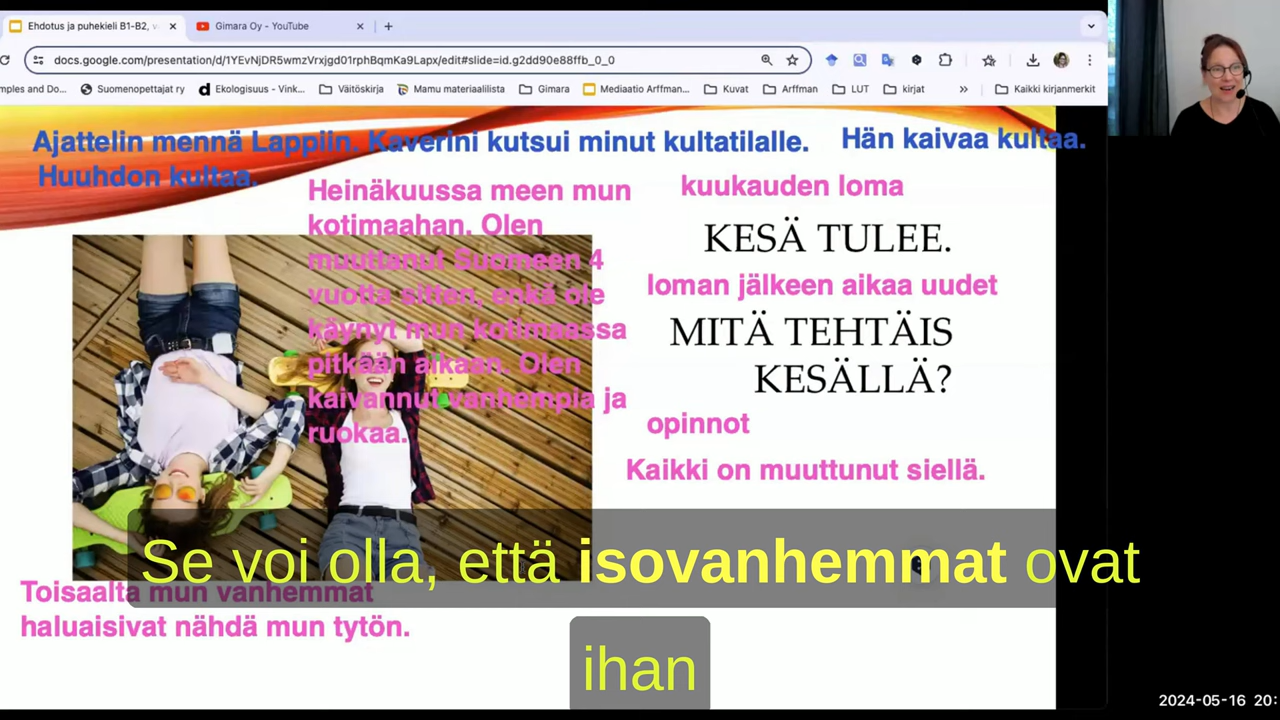 Ehdotus ja puhekieli B1-B2, v
Gimara Oy - YouTube
docs.google.com/presentation/d/1YEvNjDR5wmzVrxjgd01rphBqmKa9Lapx/edit#slide=id.g2dd90e88ffb_0_0
mples and Do... Suomenopettajat ry Ekologisuus - Vink... Väitöskirja Mamu materiaalilista Gimara Mediaatio Arffman... Kuvat Arffman LUT kirjat » Kaikki kirjanmerkit
Ajattelin mennä Lappiin. Kaverini kutsui minut kultatilalle. Hän kaivaa kultaa.
Huuhdon kultaa.
Heinäkuussa meen mun
kotimaahan. Olen
muuttanut Suomeen 4
vuotta sitten, enkä ole
käynyt mun kotimaassa
pitkään aikaan. Olen
kaivannut vanhempia ja
ruokaa.
kuukauden loma
KESÄ TULEE.
loman jälkeen aikaa uudet
MITÄ TEHTÄIS
KESÄLLÄ?
opinnot
Kaikki on muuttunut siellä.
Toisaalta mun vanhemmat
haluaisivat nähdä mun tytön.
Se voi olla, että isovanhemmat ovat
ihan
2024-05-16 20: